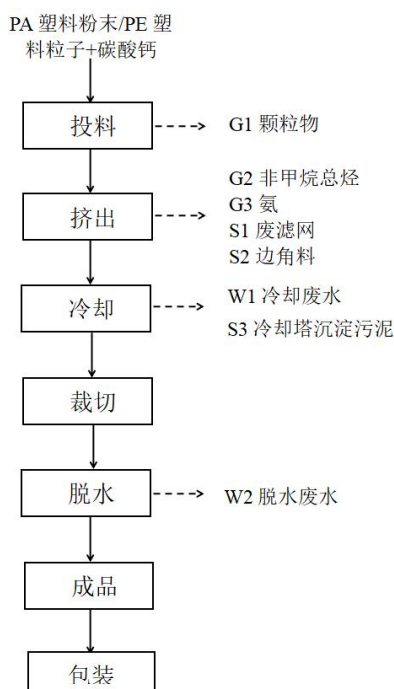 PA 塑料粉末/PE 塑
料粒子+碳酸钙
投料
G1 颗粒物
G2 非甲烷总烃
挤出
G3 氨
S1 废滤网
S2 边角料
冷却
W1 冷却废水
S3 冷却塔沉淀污泥
裁切
脱水
W2 脱水废水
成品
包装